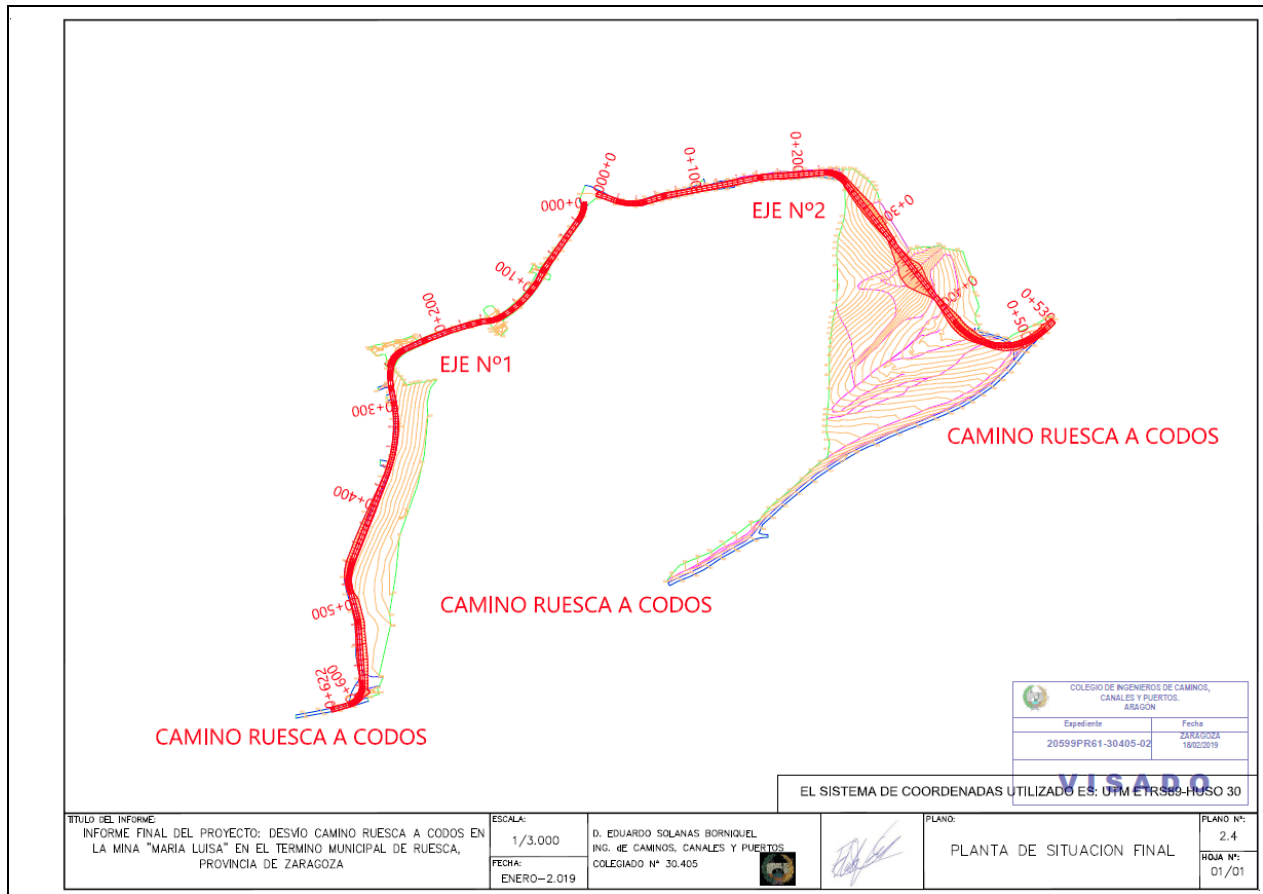 0+000
0+000
0+100
0+200
EJE Nº2
0+30
0+400
0+500
0+530
0+100
0+200
EJE Nº1
0+300
0+400
0+500
0+600
0+622
CAMINO RUESCA A CODOS
CAMINO RUESCA A CODOS
CAMINO RUESCA A CODOS
COLEGIO DE INGENIEROS DE CAMINOS,
CANALES Y PUERTOS.
ARAGON
Expediente
Fecha
20599PR61-30405-02
ZARAGOZA
18/02/2019
VISADO
EL SISTEMA DE COORDENADAS UTILIZADO ES: UTM ETRS89-HUSO 30
TITULO DEL INFORME:
INFORME FINAL DEL PROYECTO: DESVÍO CAMINO RUESCA A CODOS EN
LA MINA "MARIA LUISA" EN EL TERMINO MUNICIPAL DE RUESCA,
PROVINCIA DE ZARAGOZA
ESCALA:
1/3.000
FECHA:
ENERO-2.019
D. EDUARDO SOLANAS BORNIQUEL
ING. dE CAMINOS, CANALES Y PUERTOS
COLEGIADO Nº 30.405
PLANO:
PLANTA DE SITUACION FINAL
PLANO Nº:
2.4
HOJA Nº:
01/01